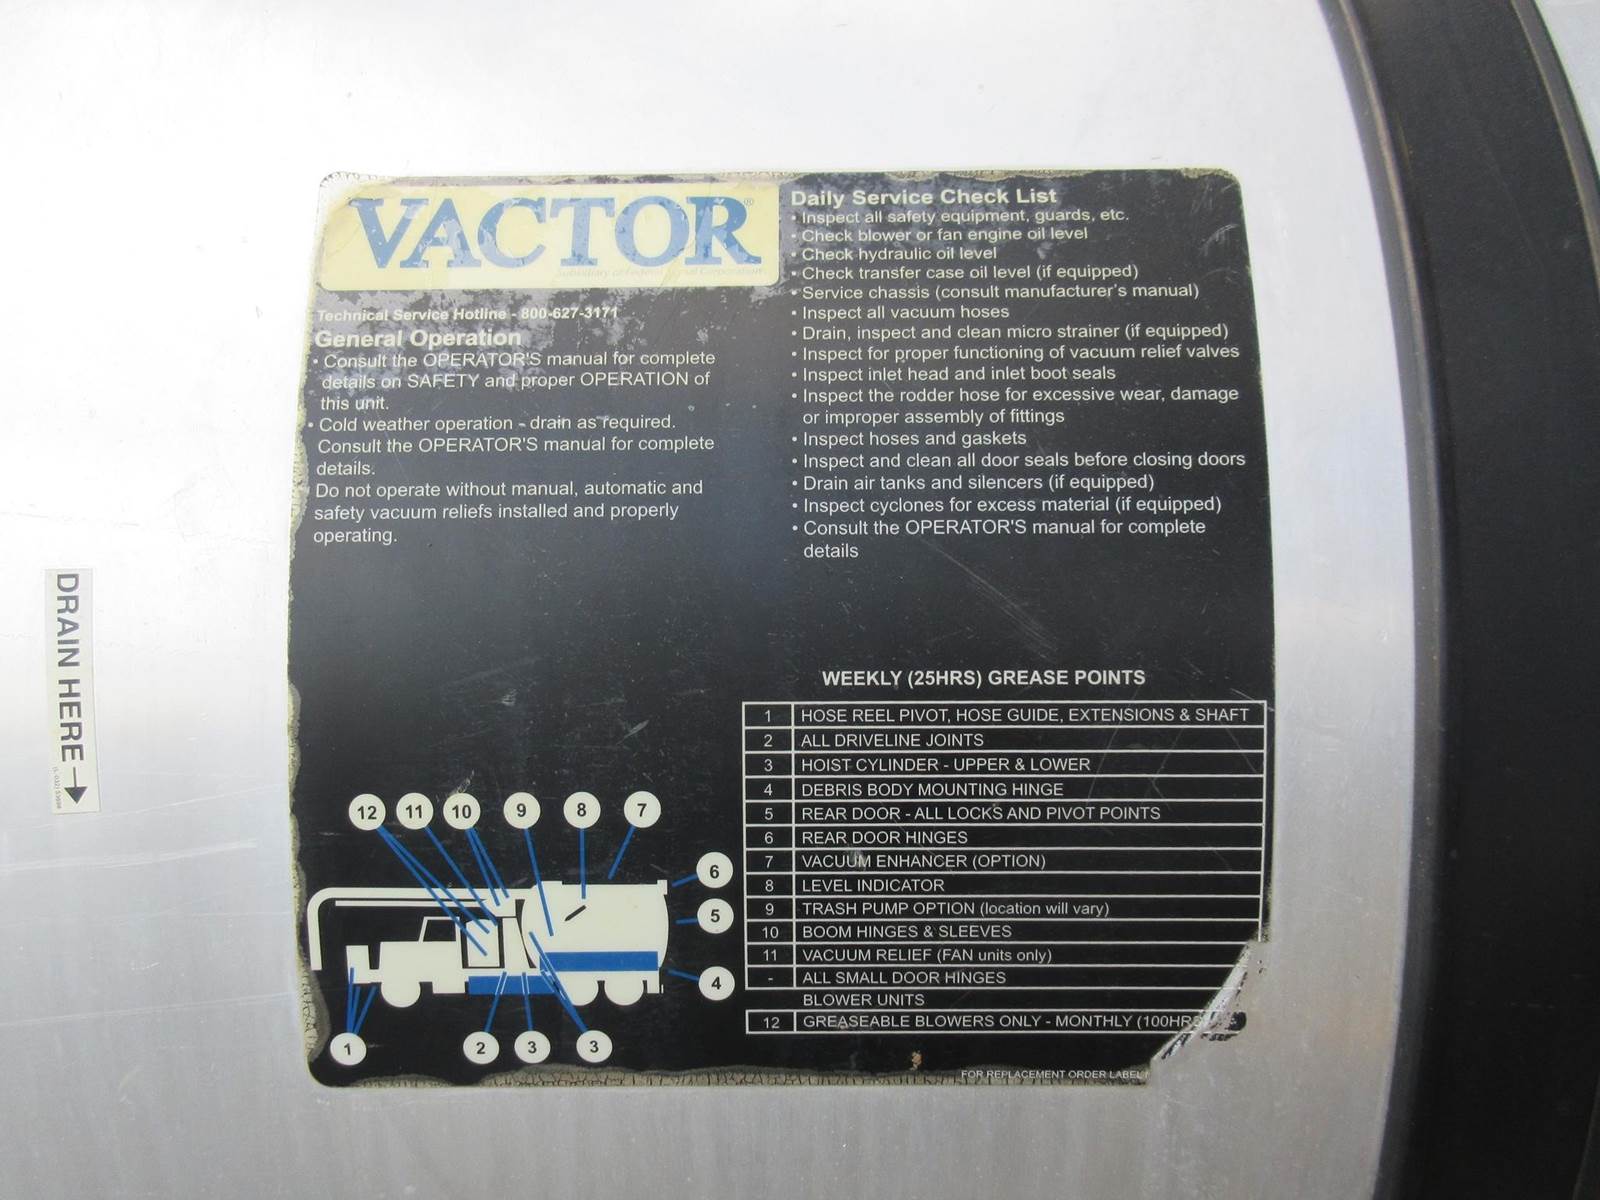 VACTOR®
Subsidiary of Federal Signal Corporation
Technical Service Hotline - 800-627-3171
General Operation
• Consult the OPERATOR'S manual for complete
details on SAFETY and proper OPERATION of
this unit.
• Cold weather operation - drain as required.
Consult the OPERATOR'S manual for complete
details.
Do not operate without manual, automatic and
safety vacuum reliefs installed and properly
operating.
Daily Service Check List
• Inspect all safety equipment, guards, etc.
• Check blower or fan engine oil level
• Check hydraulic oil level
• Check transfer case oil level (if equipped)
• Service chassis (consult manufacturer's manual)
• Inspect all vacuum hoses
• Drain, inspect and clean micro strainer (if equipped)
• Inspect for proper functioning of vacuum relief valves
• Inspect inlet head and inlet boot seals
• Inspect the rodder hose for excessive wear, damage
or improper assembly of fittings
• Inspect hoses and gaskets
• Inspect and clean all door seals before closing doors
• Drain air tanks and silencers (if equipped)
• Inspect cyclones for excess material (if equipped)
• Consult the OPERATOR'S manual for complete
details
DRAIN HERE
WEEKLY (25HRS) GREASE POINTS
1 HOSE REEL PIVOT, HOSE GUIDE, EXTENSIONS & SHAFT
2 ALL DRIVELINE JOINTS
3 HOIST CYLINDER - UPPER & LOWER
4 DEBRIS BODY MOUNTING HINGE
5 REAR DOOR - ALL LOCKS AND PIVOT POINTS
6 REAR DOOR HINGES
7 VACUUM ENHANCER (OPTION)
8 LEVEL INDICATOR
9 TRASH PUMP OPTION (location will vary)
10 BOOM HINGES & SLEEVES
11 VACUUM RELIEF (FAN units only)
- ALL SMALL DOOR HINGES
BLOWER UNITS
12 GREASEABLE BLOWERS ONLY - MONTHLY (100HRS
12 11 10 9 8 7
6
5
4
1 2 3 3
FOR REPLACEMENT ORDER LABEL